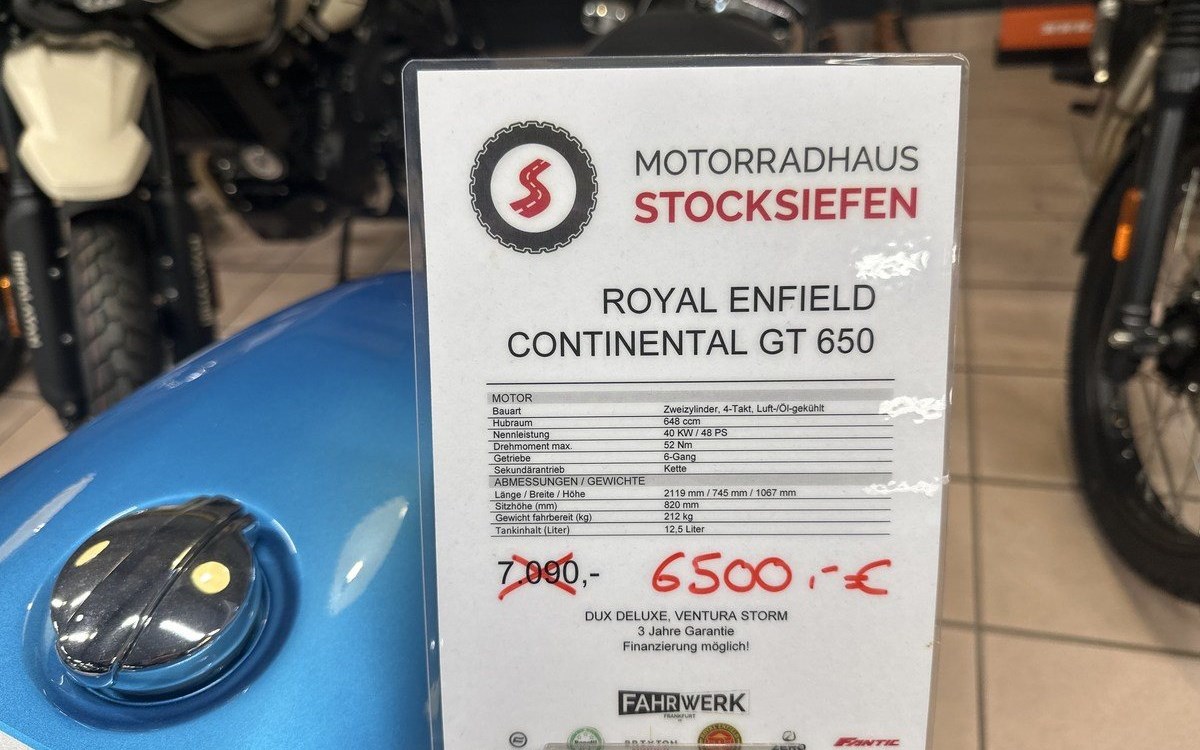 MOTORRADHAUS
STOCKSIEFEN
ROYAL ENFIELD
CONTINENTAL GT 650
MOTOR
Bauart Zweizylinder, 4-Takt, Luft-/Öl-gekühlt
Hubraum 648 ccm
Nennleistung 40 KW / 48 PS
Drehmoment max. 52 Nm
Getriebe 6-Gang
Sekundärantrieb Kette
ABMESSUNGEN / GEWICHTE
Länge / Breite / Höhe 2119 mm / 745 mm / 1067 mm
Sitzhöhe (mm) 820 mm
Gewicht fahrbereit (kg) 212 kg
Tankinhalt (Liter) 12,5 Liter
7.090,- 6500,-€
DUX DELUXE, VENTURA STORM
3 Jahre Garantie
Finanzierung möglich!
FAHRWERK
FRANKFURT
FANTIC